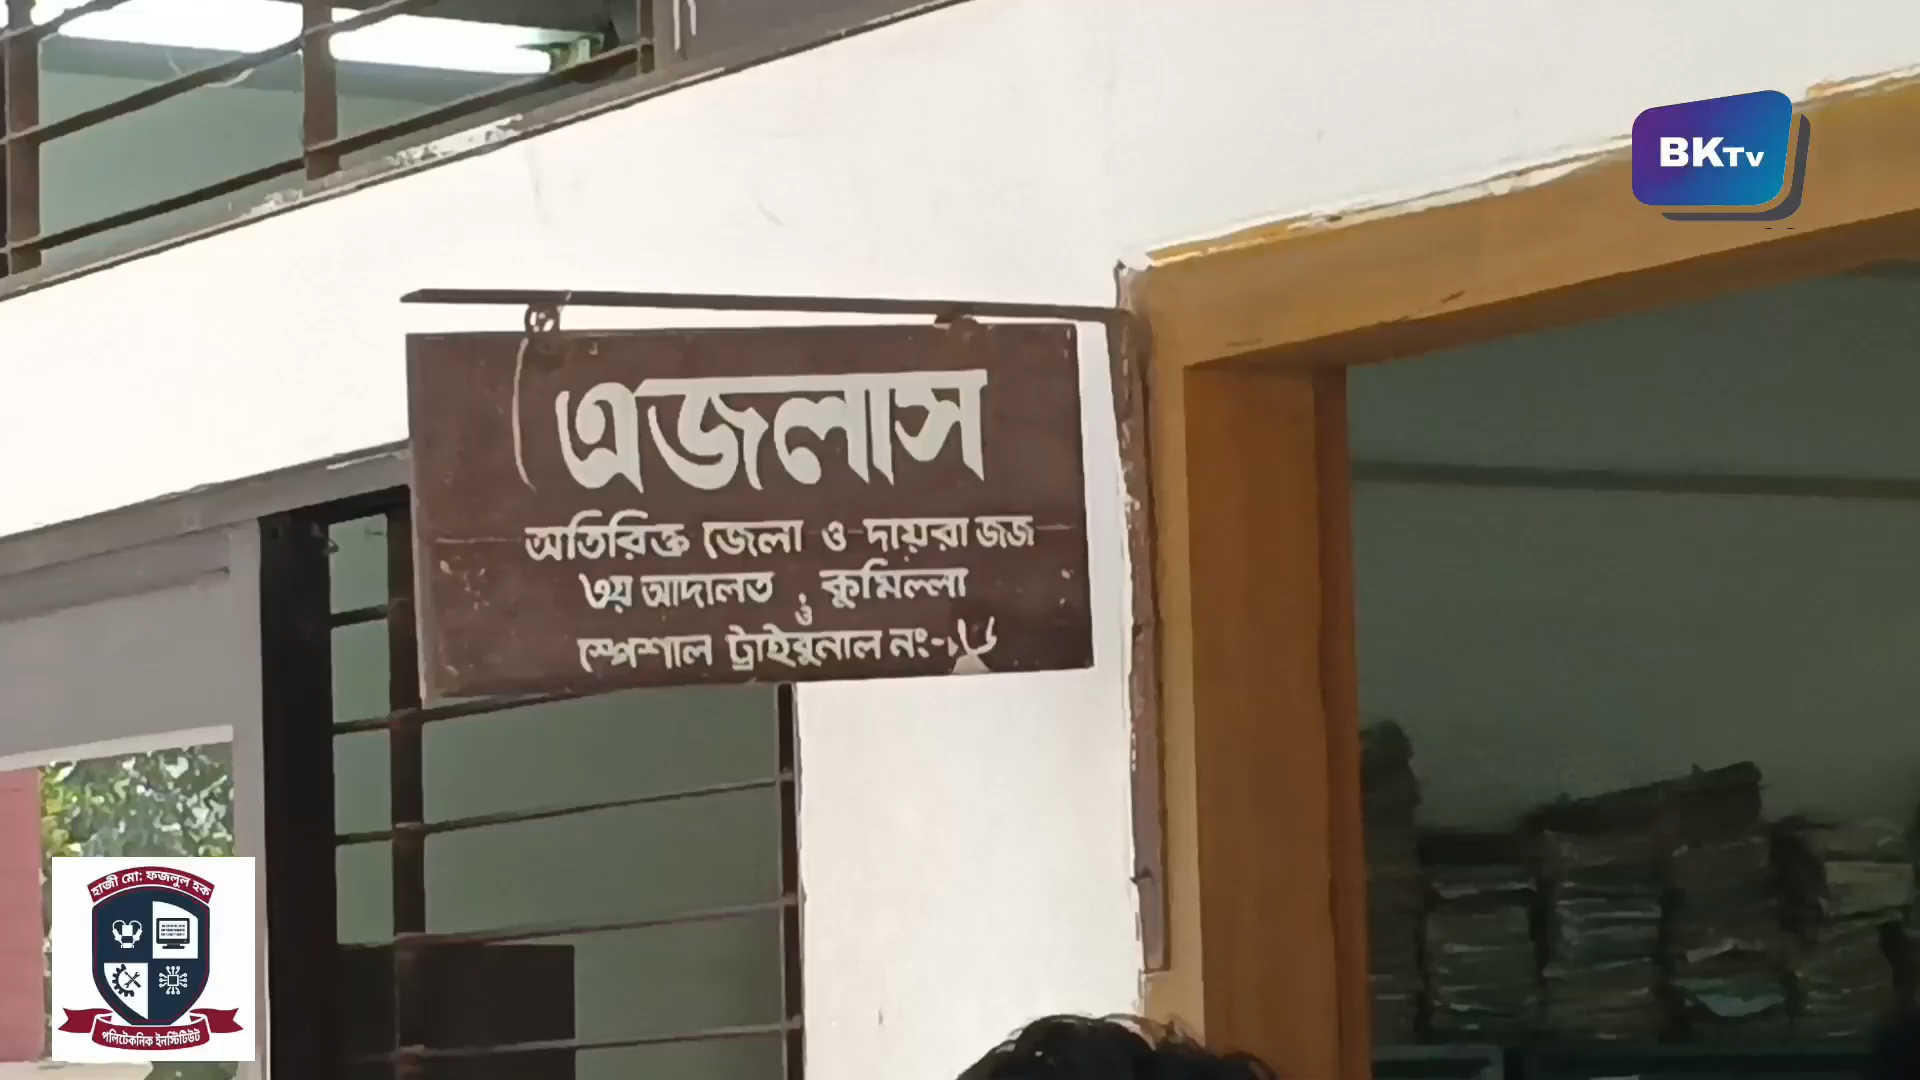 BKTv
এজলাস
অতিরিক্ত জেলা ও দায়রা জজ
৩য় আদালত , কুমিল্লা
ও
স্পেশাল ট্রাইবুনাল নং-
হাজী মো: ফজলুল হক
পলিটেকনিক ইনস্টিটিউট